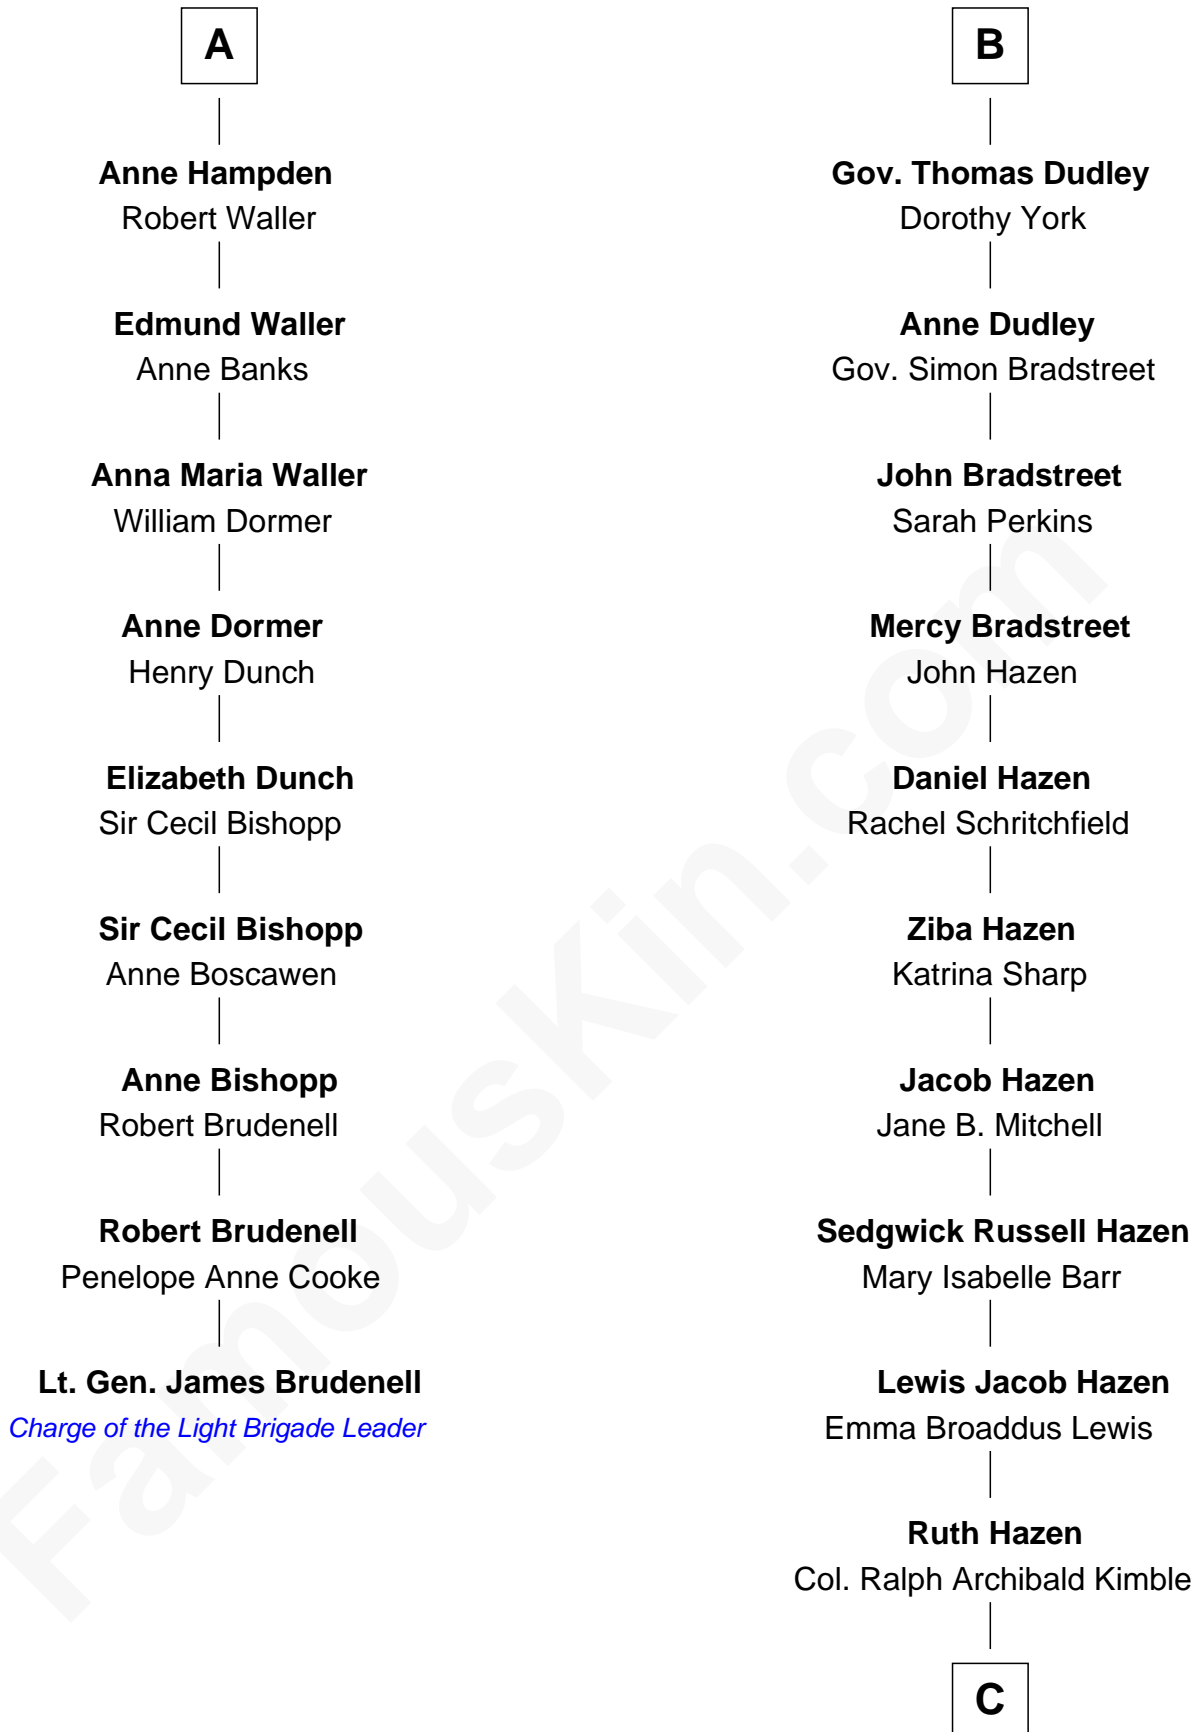 A
Anne Hampden
Robert Waller
Edmund Waller
Anne Banks
Anna Maria Waller
William Dormer
Anne Dormer
Henry Dunch
Elizabeth Dunch
Sir Cecil Bishopp
Sir Cecil Bishopp
Anne Boscawen
Anne Bishopp
Robert Brudenell
Robert Brudenell
Penelope Anne Cooke
Lt. Gen. James Brudenell
Charge of the Light Brigade Leader
B
Gov. Thomas Dudley
Dorothy York
Anne Dudley
Gov. Simon Bradstreet
John Bradstreet
Sarah Perkins
Mercy Bradstreet
John Hazen
Daniel Hazen
Rachel Schritchfield
Ziba Hazen
Katrina Sharp
Jacob Hazen
Jane B. Mitchell
Sedgwick Russell Hazen
Mary Isabelle Barr
Lewis Jacob Hazen
Emma Broaddus Lewis
Ruth Hazen
Col. Ralph Archibald Kimble
C
FamousKin.com